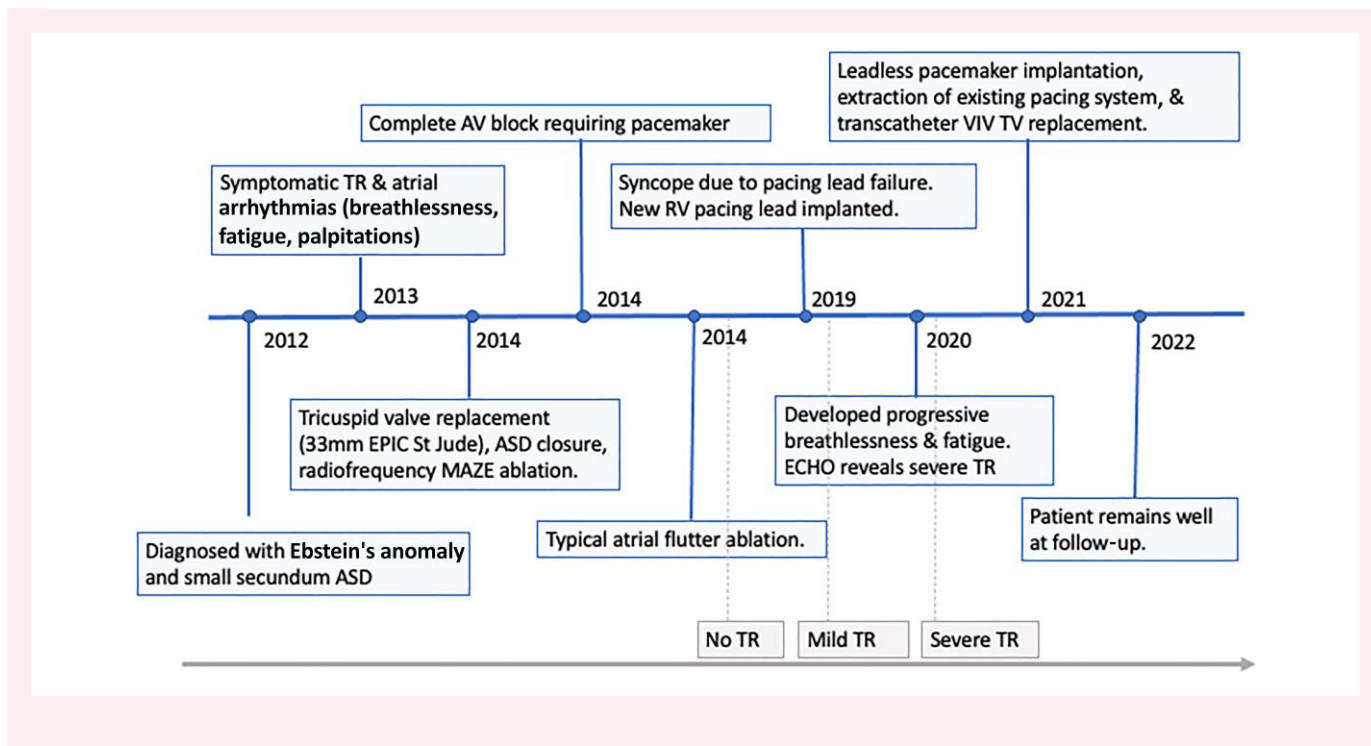 Leadless pacemaker implantation,
extraction of existing pacing system, &
transcatheter VIV TV replacement.
Complete AV block requiring pacemaker
Symptomatic TR & atrial
arrhythmias (breathlessness,
fatigue, palpitations)
Syncope due to pacing lead failure.
New RV pacing lead implanted.
2013
2014
2019
2021
2012
2014
2014
2020
2022
Tricuspid valve replacement
(33mm EPIC St Jude), ASD closure,
radiofrequency MAZE ablation.
Developed progressive
breathlessness & fatigue.
ECHO reveals severe TR
Diagnosed with Ebstein's anomaly
and small secundum ASD
Typical atrial flutter ablation.
Patient remains well
at follow-up.
No TR
Mild TR
Severe TR